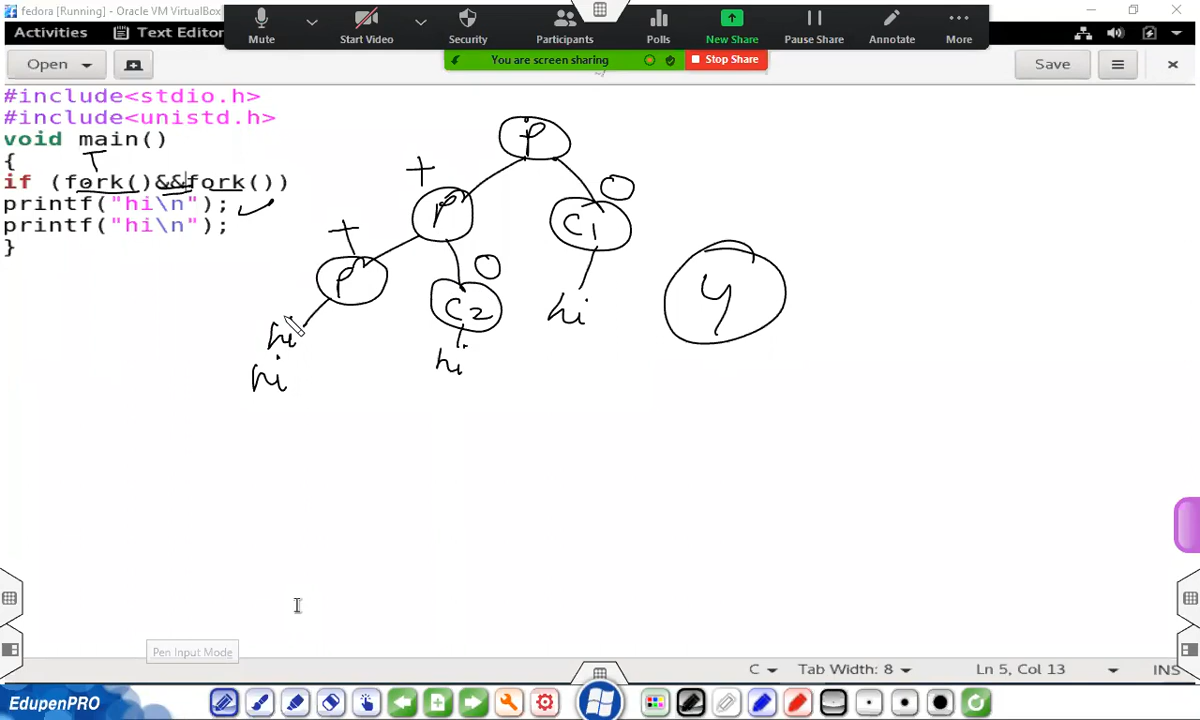 fedora [Running] - Oracle VM VirtualBox
Activities Text Editor
Mute Start Video Security Participants Polls New Share Pause Share Annotate More
You are screen sharing Stop Share
Open Save
#include<stdio.h>
#include<unistd.h>
void main()
{
T
if (fork()&&fork())
printf("hi\n");
printf("hi\n");
}
P
+ P 0 C1
+ P 0 C2
hi hi hi
hi
4
Pen Input Mode
C Tab Width: 8 Ln 5, Col 13 INS
EdupenPRO